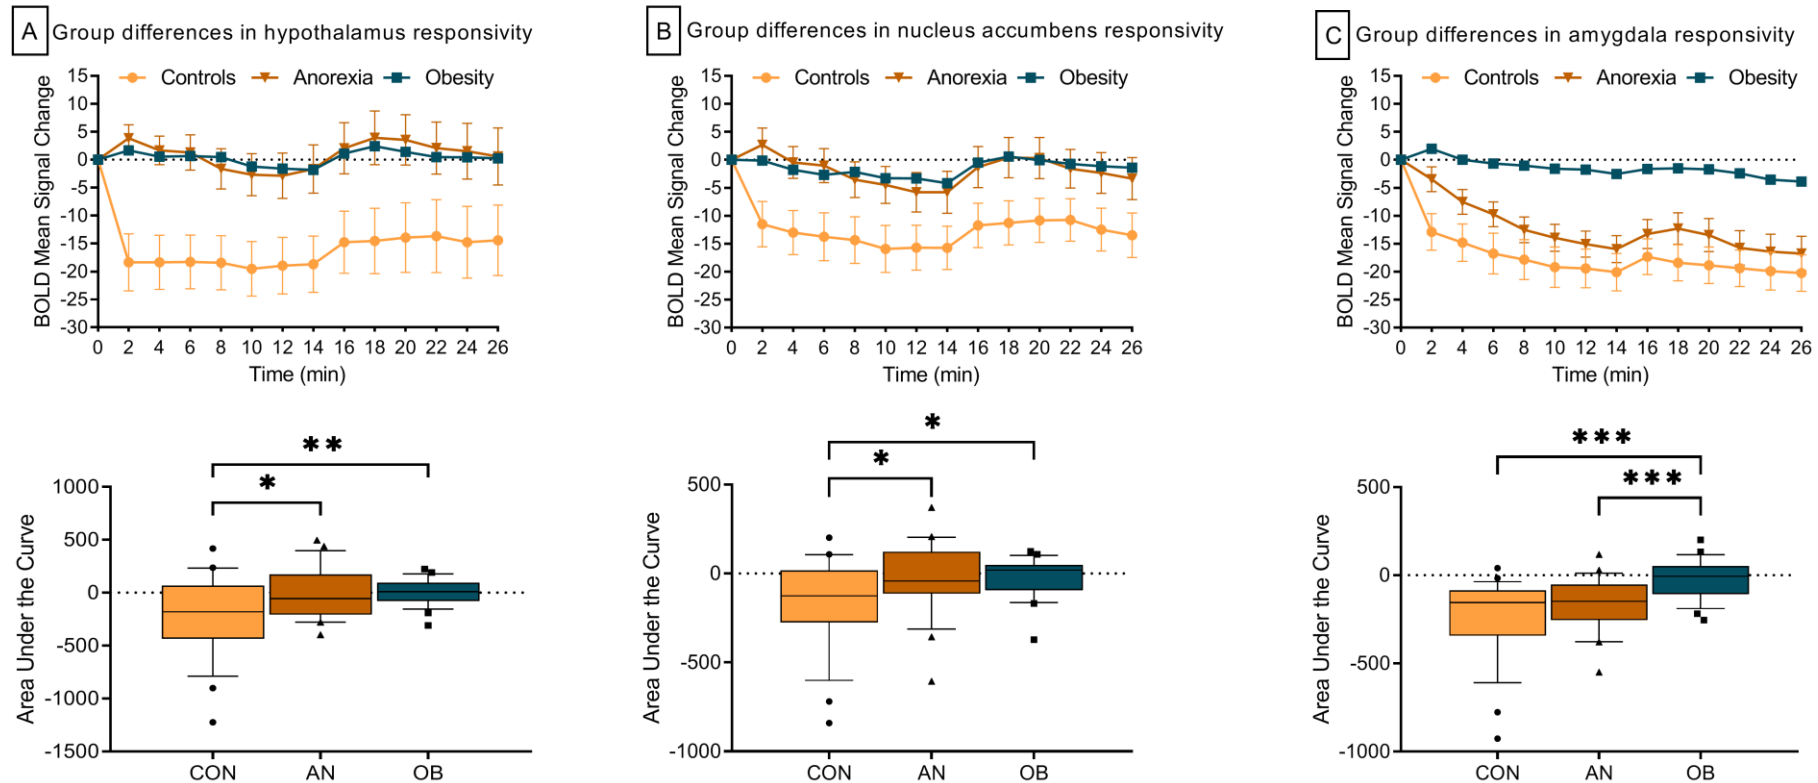 A Group differences in hypothalamus responsivity
Controls Anorexia Obesity
BOLD Mean Signal Change
15
10
5
0
-5
-10
-15
-20
-25
-30
0 2 4 6 8 10 12 14 16 18 20 22 24 26
Time (min)
B Group differences in nucleus accumbens responsivity
Controls Anorexia Obesity
BOLD Mean Signal Change
15
10
5
0
-5
-10
-15
-20
-25
-30
0 2 4 6 8 10 12 14 16 18 20 22 24 26
Time (min)
C Group differences in amygdala responsivity
Controls Anorexia Obesity
BOLD Mean Signal Change
15
10
5
0
-5
-10
-15
-20
-25
-30
0 2 4 6 8 10 12 14 16 18 20 22 24 26
Time (min)
Area Under the Curve
**
*
1000
500
0
-500
-1000
-1500
CON AN OB
Area Under the Curve
*
*
500
0
-500
-1000
CON AN OB
Area Under the Curve
***
***
500
0
-500
-1000
CON AN OB